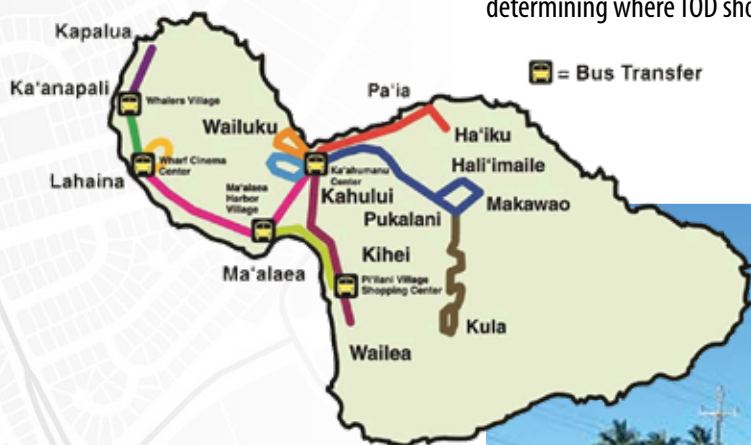 determining where TOD sho
= Bus Transfer
Kapalua
Ka'anapali
Whalers Village
Pa'ia
Wailuku
Ha'iku
Hali'imaile
Wharf Cinema
Center
Lahaina
Ka'ahumanu
Center
Ma'alaea
Harbor
Village
Kahului
Makawao
Pukalani
Kihei
Ma'alaea
Pi'ilani Village
Shopping Center
Kula
Wailea